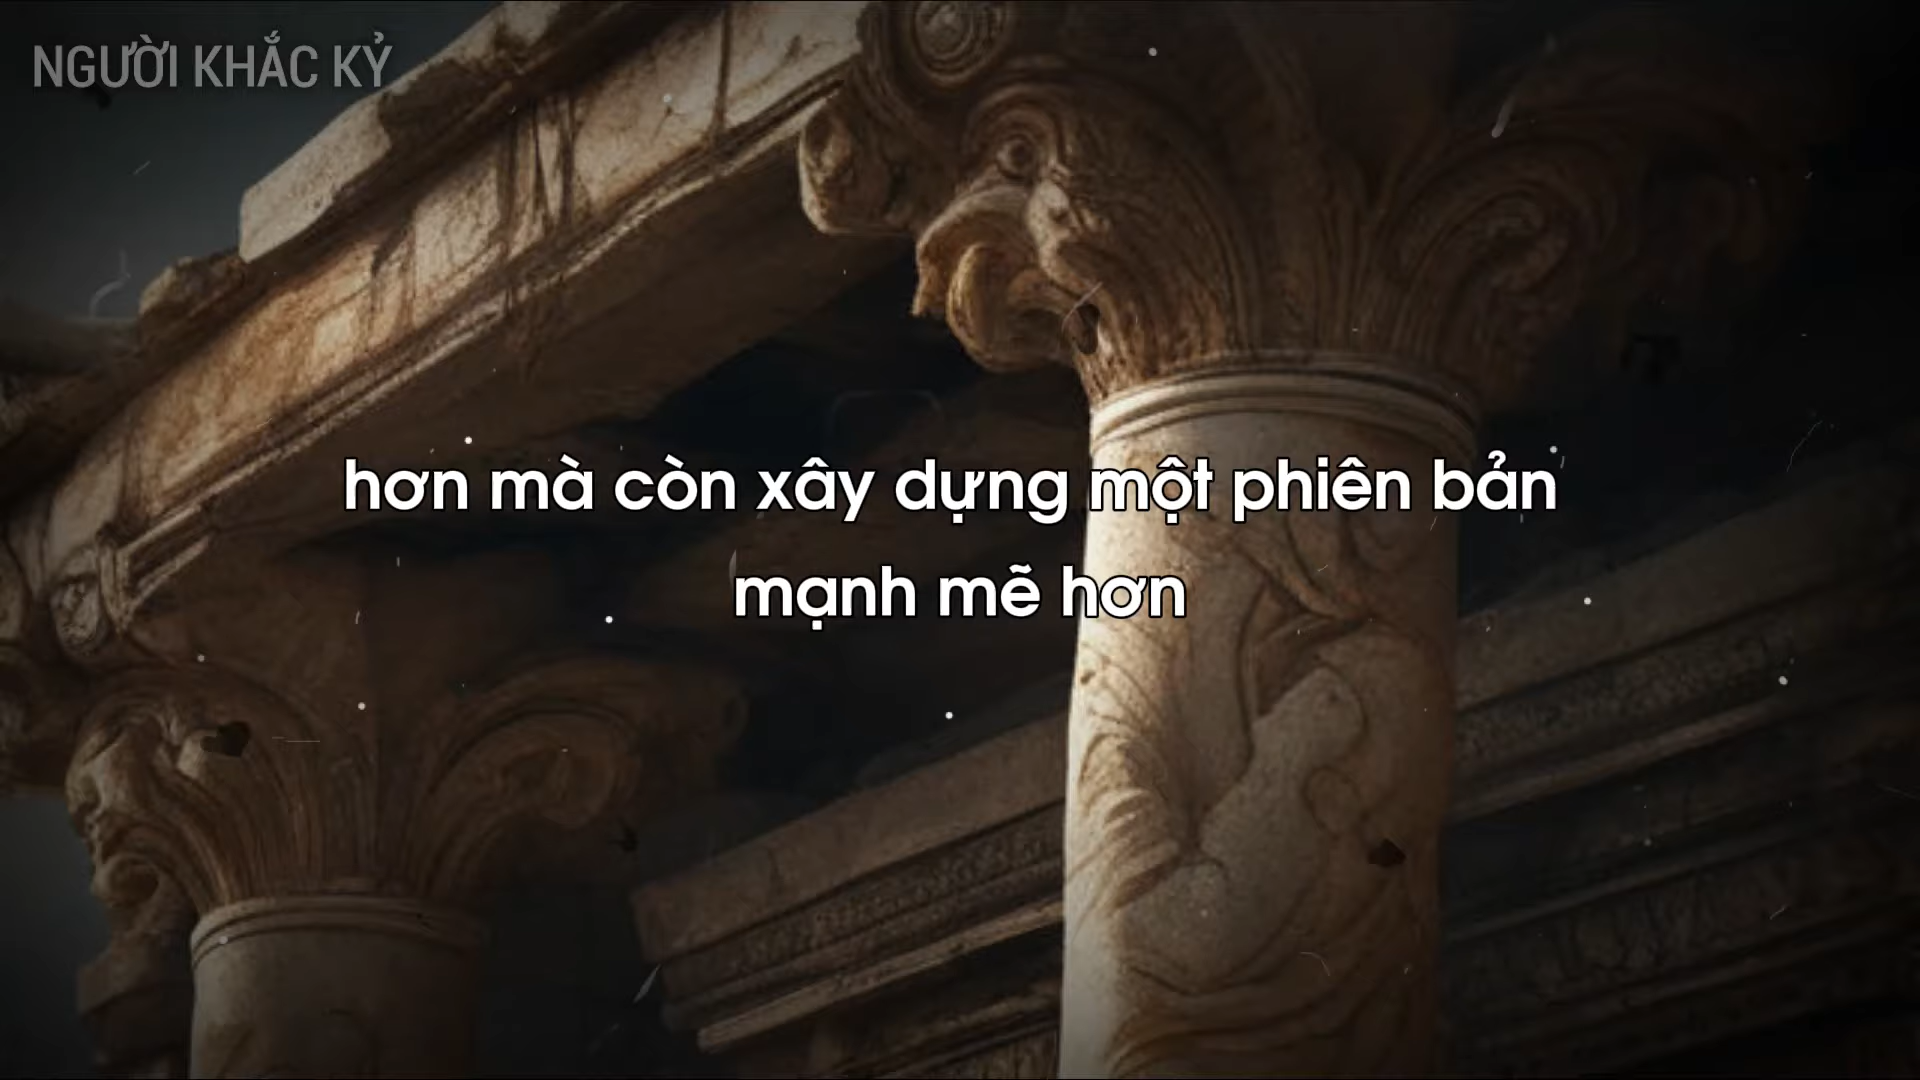 NGƯỜI KHẮC KỶ
hơn mà còn xây dựng một phiên bản
mạnh mẽ hơn